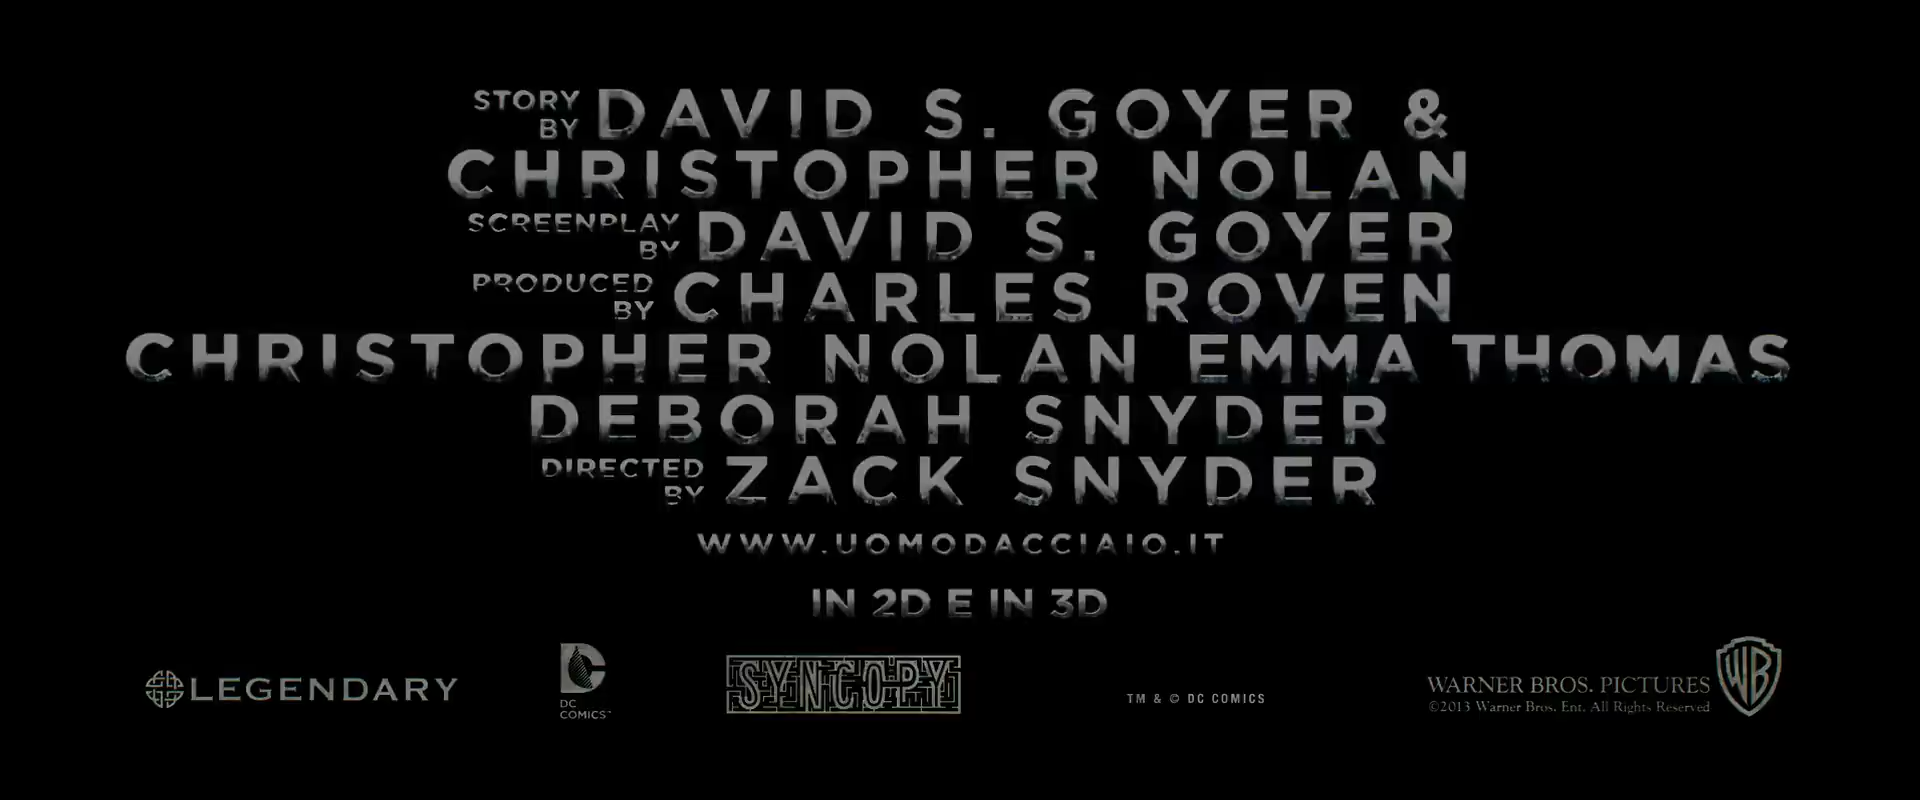 STORY BY DAVID S. GOYER &
CHRISTOPHER NOLAN
SCREENPLAY BY DAVID S. GOYER
PRODUCED BY CHARLES ROVEN
CHRISTOPHER NOLAN EMMA THOMAS
DEBORAH SNYDER
DIRECTED BY ZACK SNYDER
WWW.UOMODACCIAIO.IT
IN 2D E IN 3D
LEGENDARY
DC
COMICS™
SYNCOPY
TM & © DC COMICS
WARNER BROS. PICTURES
©2013 Warner Bros. Ent. All Rights Reserved
WB